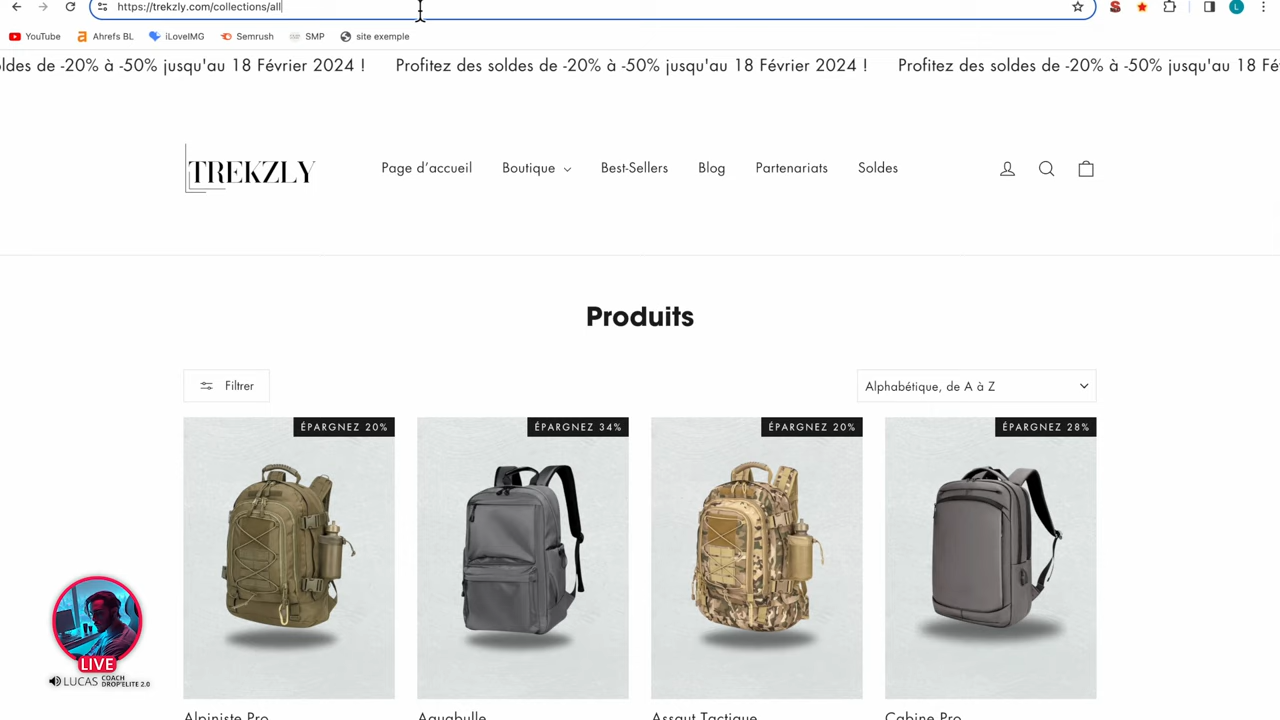 https://trekzly.com/collections/all
L
YouTube
Ahrefs BL
iLoveIMG
Semrush
SMP
site exemple
oldes de -20% à -50% jusqu'au 18 Février 2024 ! Profitez des soldes de -20% à -50% jusqu'au 18 Février 2024 ! Profitez des soldes de -20% à -50% jusqu'au 18 Fé
TREKZLY
Page d'accueil
Boutique
Best-Sellers
Blog
Partenariats
Soldes
Produits
Filtrer
Alphabétique, de A à Z
ÉPARGNEZ 20%
ÉPARGNEZ 34%
ÉPARGNEZ 20%
ÉPARGNEZ 28%
LIVE
LUCAS COACH DROP'ELITE 2.0
Alpiniste Pro
Aquabulle
Assaut Tactique
Cabine Pro